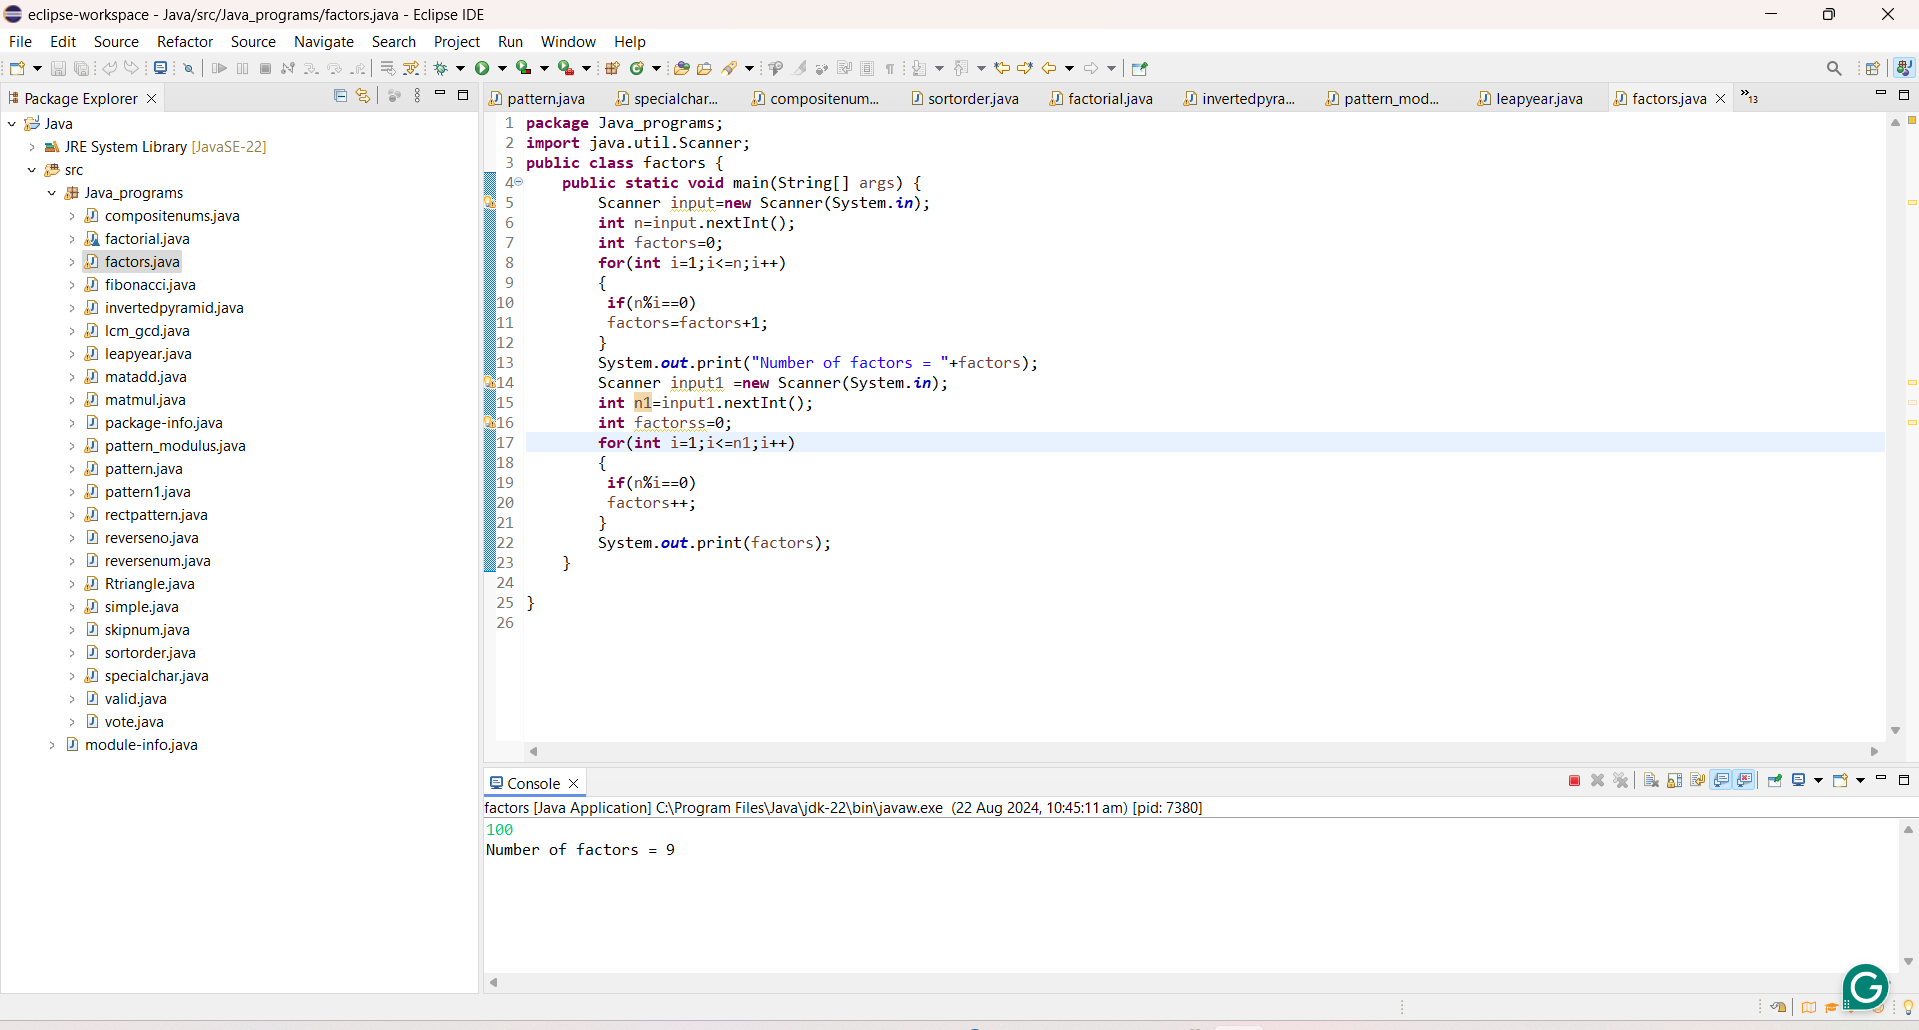 eclipse-workspace - Java/src/Java_programs/factors.java - Eclipse IDE
File Edit Source Refactor Source Navigate Search Project Run Window Help
Package Explorer
Java
JRE System Library [JavaSE-22]
src
Java_programs
compositenums.java
factorial.java
factors.java
fibonacci.java
invertedpyramid.java
lcm_gcd.java
leapyear.java
matadd.java
matmul.java
package-info.java
pattern_modulus.java
pattern.java
pattern1.java
rectpattern.java
reverseno.java
reversenum.java
Rtriangle.java
simple.java
skipnum.java
sortorder.java
specialchar.java
valid.java
vote.java
module-info.java
pattern.java specialchar... compositenum... sortorder.java factorial.java invertedpyra... pattern_mod... leapyear.java factors.java »13
1 package Java_programs;
2 import java.util.Scanner;
3 public class factors {
4 public static void main(String[] args) {
5 Scanner input=new Scanner(System.in);
6 int n=input.nextInt();
7 int factors=0;
8 for(int i=1;i<=n;i++)
9 {
10 if(n%i==0)
11 factors=factors+1;
12 }
13 System.out.print("Number of factors = "+factors);
14 Scanner input1 =new Scanner(System.in);
15 int n1=input1.nextInt();
16 int factorss=0;
17 for(int i=1;i<=n1;i++)
18 {
19 if(n%i==0)
20 factors++;
21 }
22 System.out.print(factors);
23 }
24
25 }
26
Console
factors [Java Application] C:\Program Files\Java\jdk-22\bin\javaw.exe (22 Aug 2024, 10:45:11 am) [pid: 7380]
100
Number of factors = 9